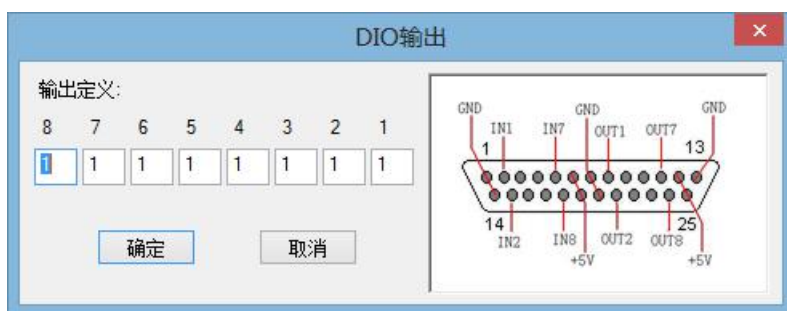 DIO输出
输出定义:
8 7 6 5 4 3 2 1
1 1 1 1 1 1 1 1
确定 取消
GND GND GND
IN1 IN7 OUT1 OUT7
1 13
14 25
IN2 IN8 OUT2 OUT8
+5V +5V